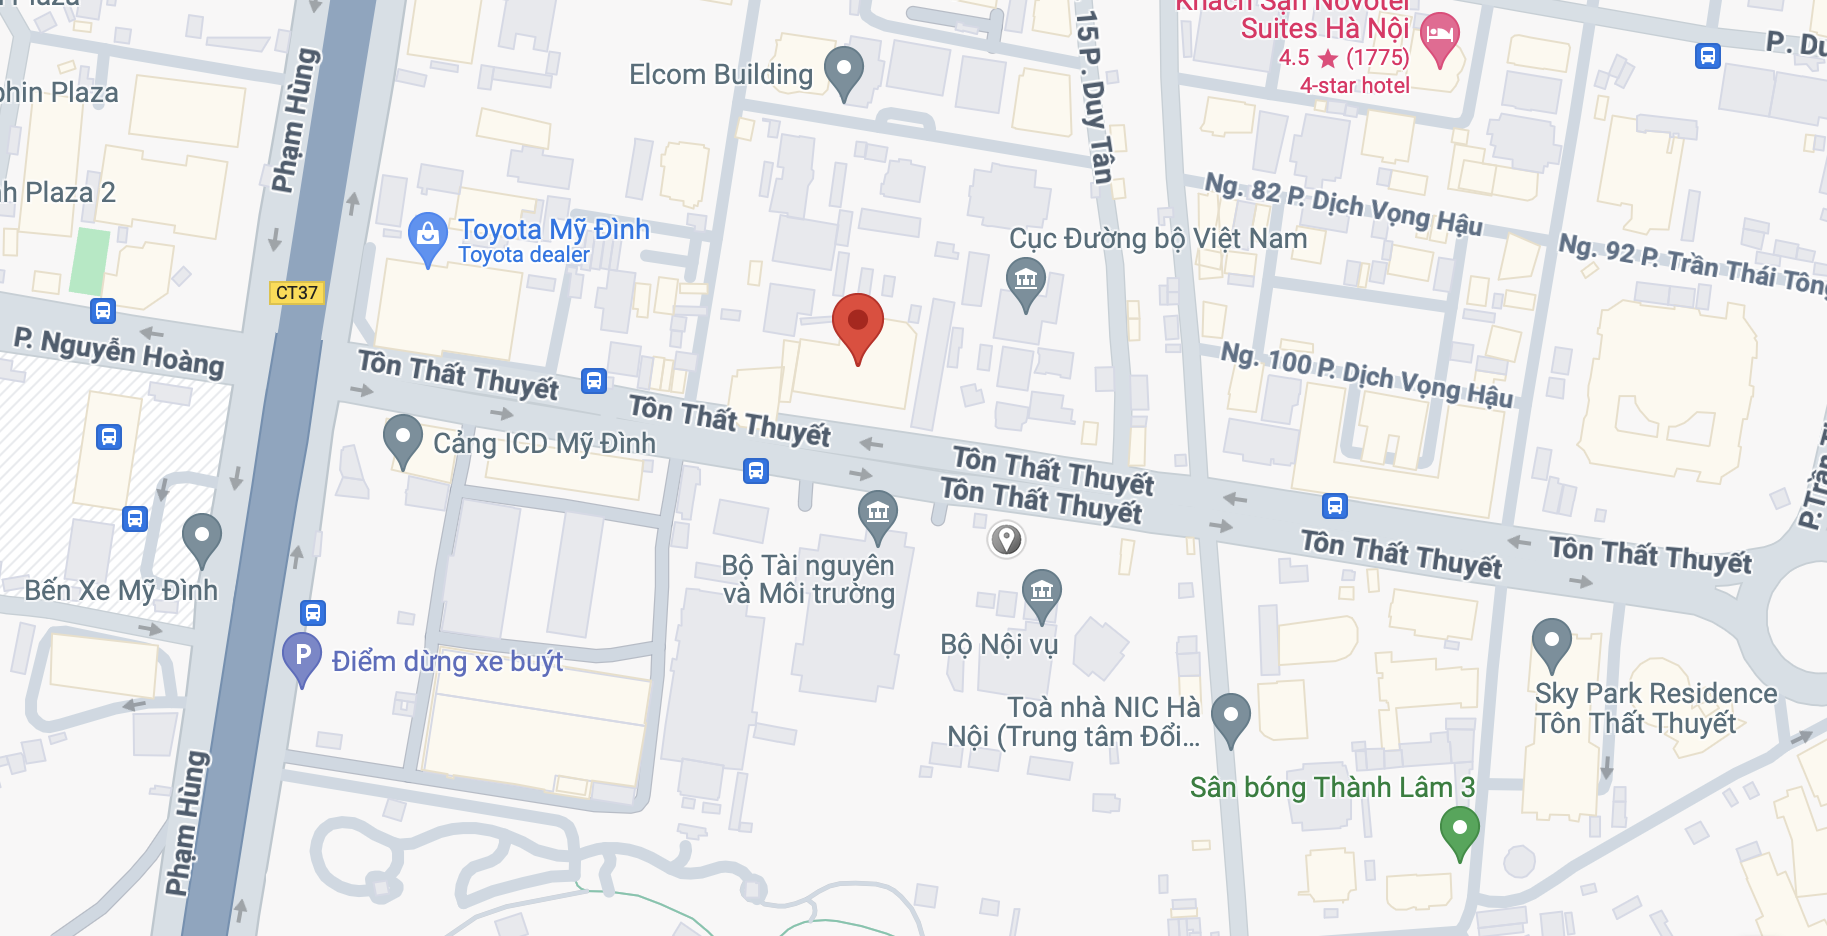 Plaza
Khách Sạn Novotel
Suites Hà Nội
4.5 ★ (1775)
4-star hotel
15 P. Duy Tân
P. Du
Phạm Hùng
Elcom Building
phin Plaza
nh Plaza 2
Ng. 82 P. Dịch Vọng Hậu
Toyota Mỹ Đình
Toyota dealer
Cục Đường bộ Việt Nam
Ng. 92 P. Trần Thái Tông
CT37
P. Nguyễn Hoàng
Tôn Thất Thuyết
Ng. 100 P. Dịch Vọng Hậu
Tôn Thất Thuyết
Cảng ICD Mỹ Đình
Tôn Thất Thuyết
Tôn Thất Thuyết
P. Trần
Tôn Thất Thuyết
Tôn Thất Thuyết
Bộ Tài nguyên
và Môi trường
Bến Xe Mỹ Đình
Bộ Nội vụ
P
Điểm dừng xe buýt
Sky Park Residence
Tôn Thất Thuyết
Toà nhà NIC Hà
Nội (Trung tâm Đổi...
Sân bóng Thành Lâm 3
Phạm Hùng